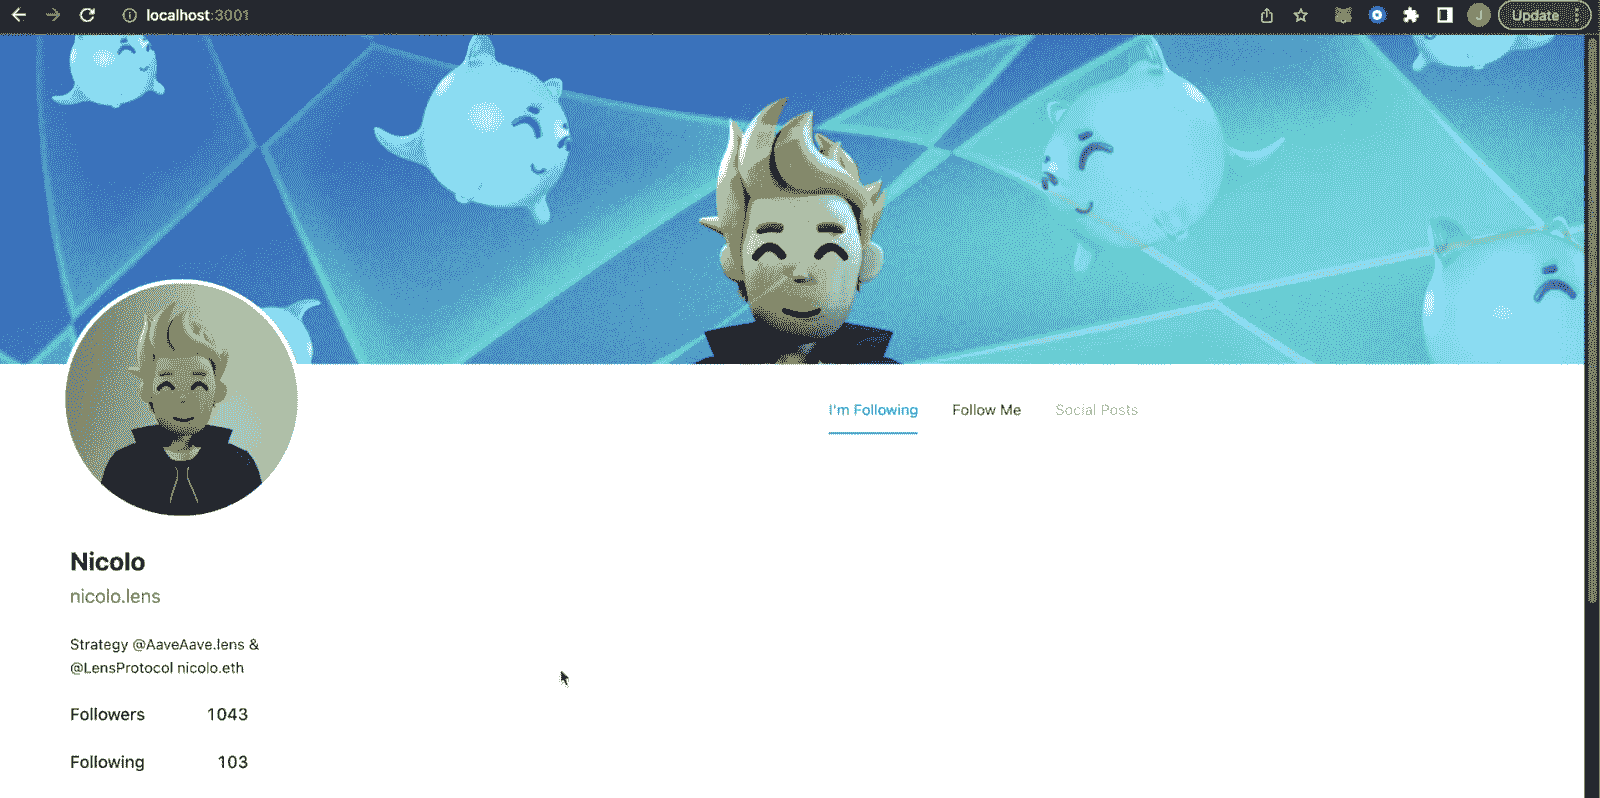 localhost:3001
J
Update
I'm Following Follow Me Social Posts
Nicolo
nicolo.lens
Strategy @AaveAave.lens &
@LensProtocol nicolo.eth
Followers 1043
Following 103